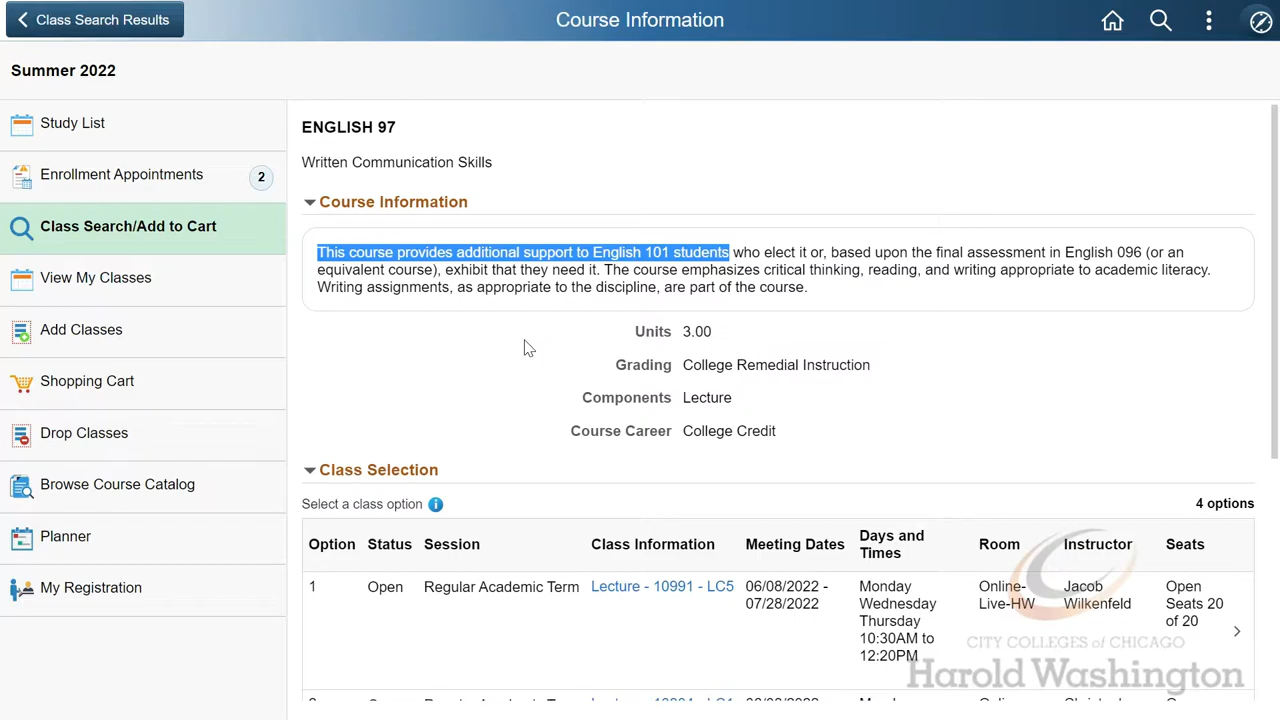 Class Search Results
Course Information
Summer 2022
Study List
Enrollment Appointments
2
Class Search/Add to Cart
View My Classes
Add Classes
Shopping Cart
Drop Classes
Browse Course Catalog
Planner
My Registration
ENGLISH 97
Written Communication Skills
Course Information
This course provides additional support to English 101 students who elect it or, based upon the final assessment in English 096 (or an
equivalent course), exhibit that they need it. The course emphasizes critical thinking, reading, and writing appropriate to academic literacy.
Writing assignments, as appropriate to the discipline, are part of the course.
Units 3.00
Grading College Remedial Instruction
Components Lecture
Course Career College Credit
Class Selection
Select a class option
4 options
Option Status Session Class Information Meeting Dates Days and Times Room Instructor Seats
1 Open Regular Academic Term Lecture - 10991 - LC5 06/08/2022 - Monday Online- Jacob Open
07/28/2022 Wednesday Live-HW Wilkenfeld Seats 20
Thursday of 20
10:30AM to
12:20PM
CITY COLLEGES of CHICAGO
Harold Washington